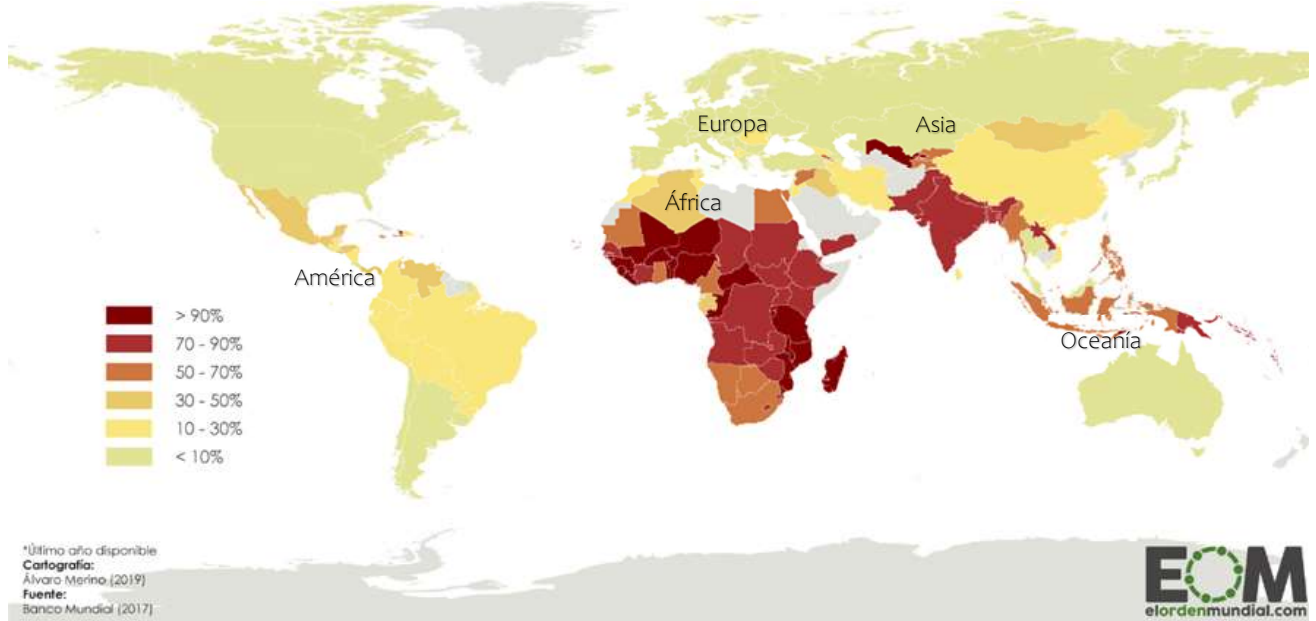 Europa
Asia
África
América
> 90%
70 - 90%
50 - 70%
30 - 50%
10 - 30%
< 10%
Oceanía
*Último año disponible
Cartografía:
Álvaro Merino (2019)
Fuente:
Banco Mundial (2017)
EOM
elordenmundial.com